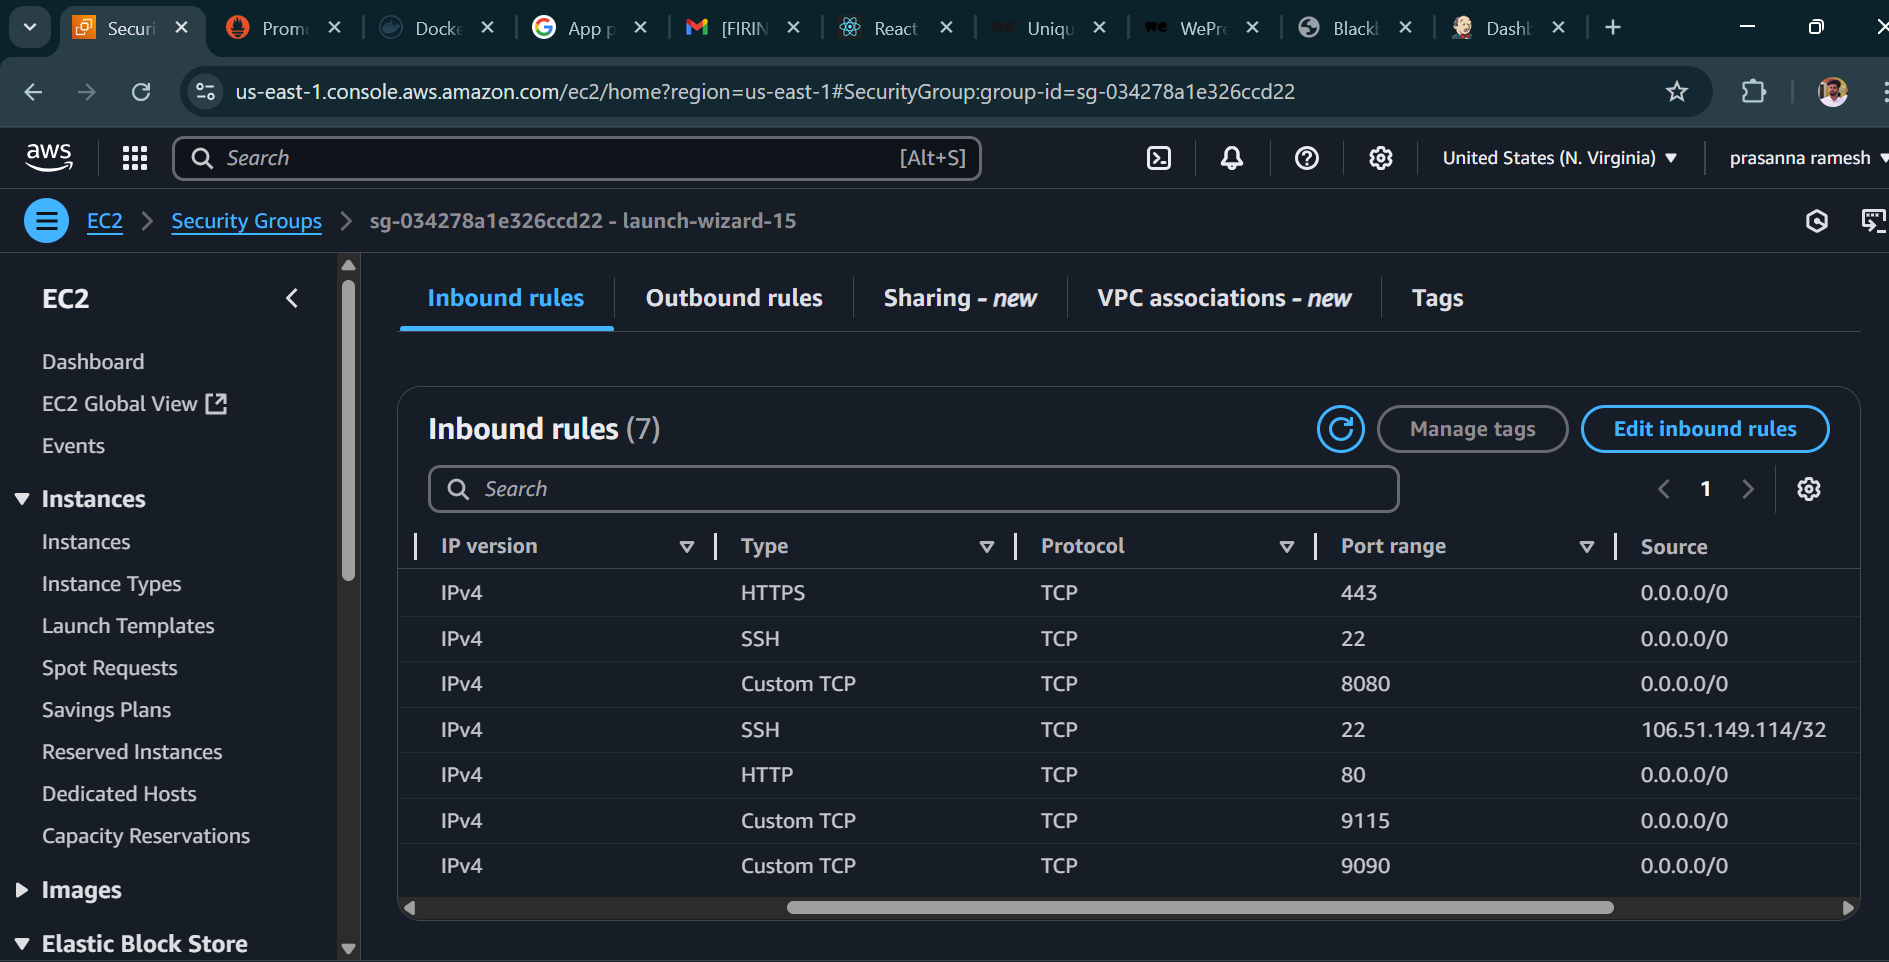 Securi Prome Docke App p [FIRIN React Uniqu WePre Blackb Dashb
us-east-1.console.aws.amazon.com/ec2/home?region=us-east-1#SecurityGroup:group-id=sg-034278a1e326ccd22
aws Search [Alt+S] United States (N. Virginia) prasanna ramesh
EC2 Security Groups sg-034278a1e326ccd22 - launch-wizard-15
EC2
Dashboard
EC2 Global View
Events
Instances
Instances
Instance Types
Launch Templates
Spot Requests
Savings Plans
Reserved Instances
Dedicated Hosts
Capacity Reservations
Images
Elastic Block Store
Inbound rules Outbound rules Sharing - new VPC associations - new Tags
Inbound rules (7) Manage tags Edit inbound rules
Search 1
IP version Type Protocol Port range Source
IPv4 HTTPS TCP 443 0.0.0.0/0
IPv4 SSH TCP 22 0.0.0.0/0
IPv4 Custom TCP TCP 8080 0.0.0.0/0
IPv4 SSH TCP 22 106.51.149.114/32
IPv4 HTTP TCP 80 0.0.0.0/0
IPv4 Custom TCP TCP 9115 0.0.0.0/0
IPv4 Custom TCP TCP 9090 0.0.0.0/0